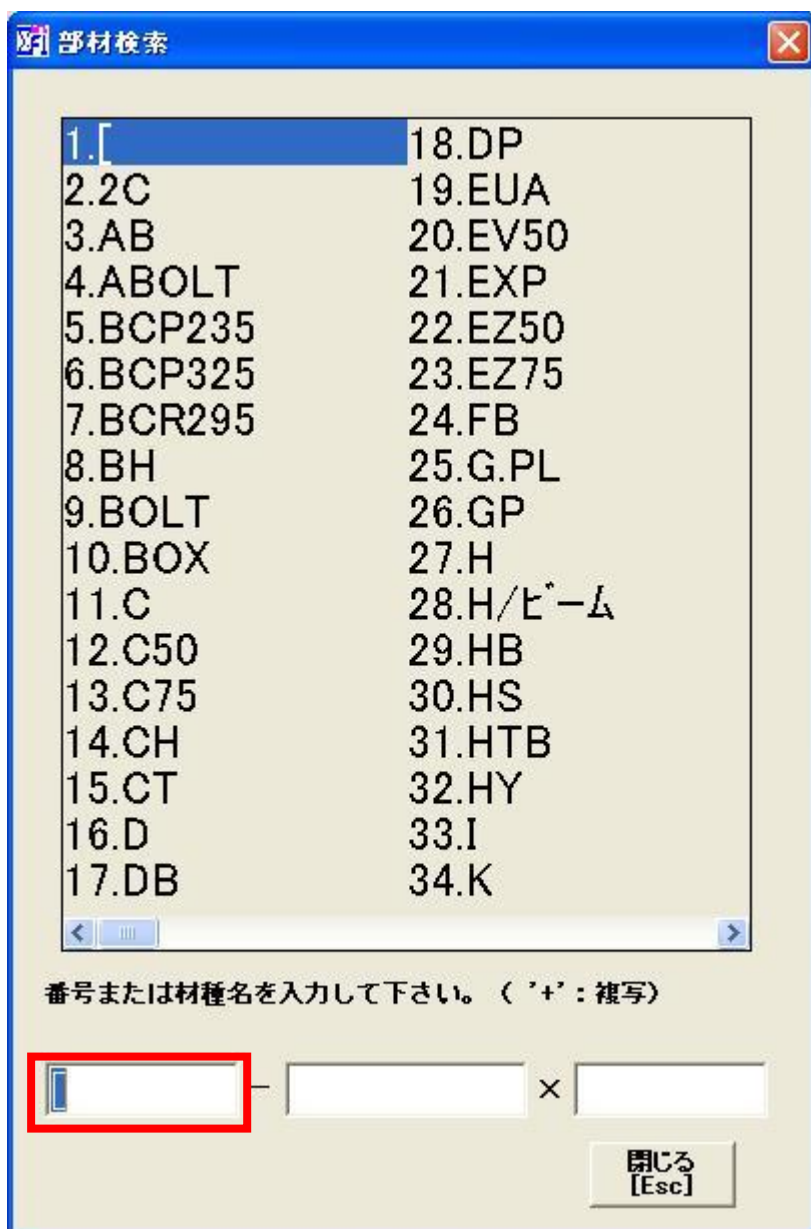 部材検索
1.[
2.2C
3.AB
4.ABOLT
5.BCP235
6.BCP325
7.BCR295
8.BH
9.BOLT
10.BOX
11.C
12.C50
13.C75
14.CH
15.CT
16.D
17.DB
18.DP
19.EUA
20.EV50
21.EXP
22.EZ50
23.EZ75
24.FB
25.G.PL
26.GP
27.H
28.H/ﾋﾞｰﾑ
29.HB
30.HS
31.HTB
32.HY
33.I
34.K
番号または材種名を入力して下さい。（ '+'：複写）
[ － ×
閉じる
[Esc]